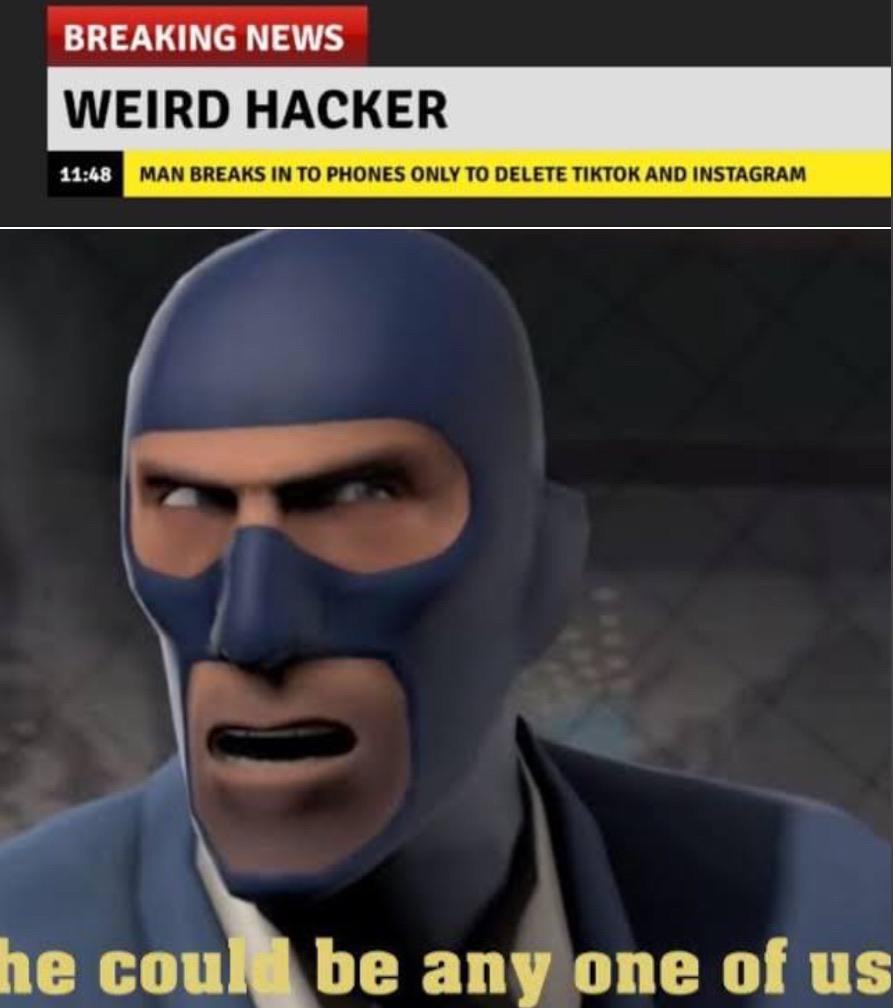 BREAKING NEWS
WEIRD HACKER
11:48 MAN BREAKS IN TO PHONES ONLY TO DELETE TIKTOK AND INSTAGRAM
he could be any one of us